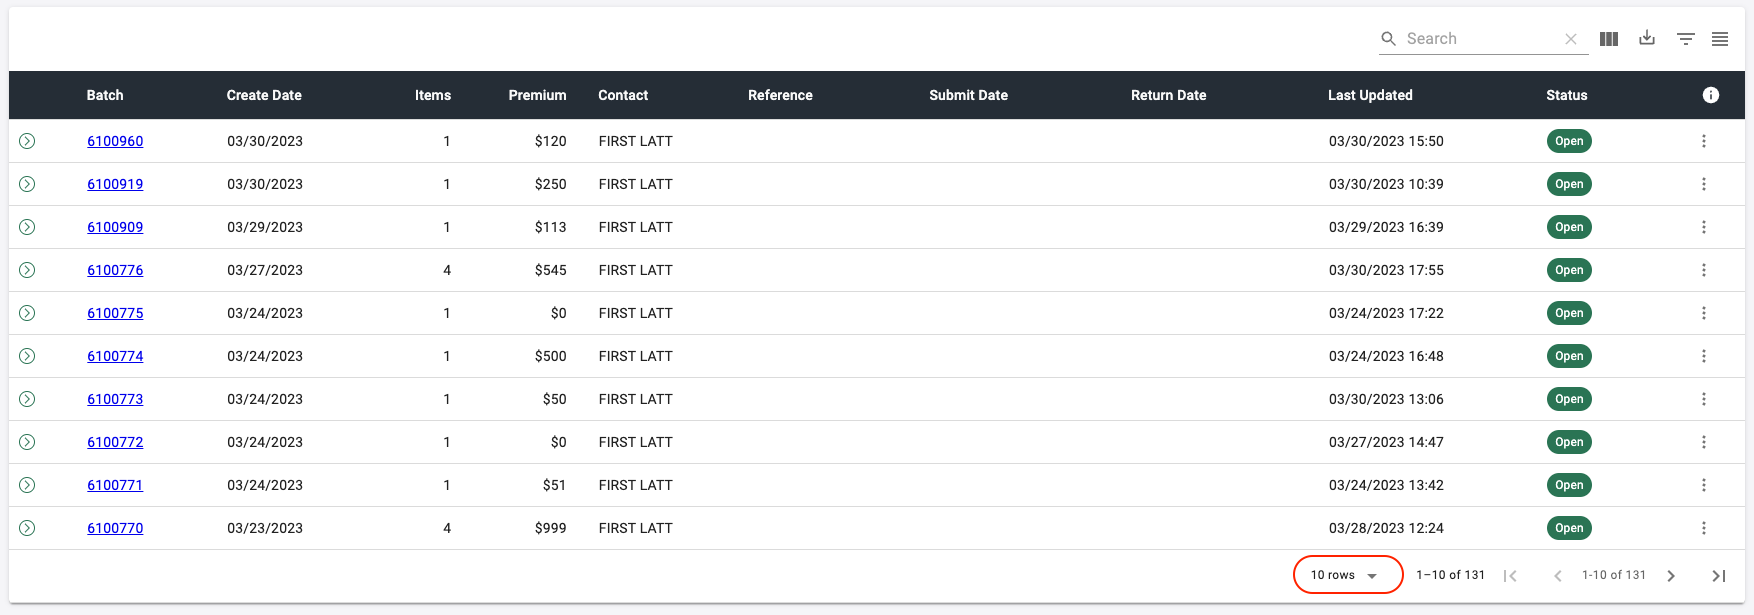 Search
Batch Create Date Items Premium Contact Reference Submit Date Return Date Last Updated Status
6100960 03/30/2023 1 $120 FIRST LATT 03/30/2023 15:50 Open
6100919 03/30/2023 1 $250 FIRST LATT 03/30/2023 10:39 Open
6100909 03/29/2023 1 $113 FIRST LATT 03/29/2023 16:39 Open
6100776 03/27/2023 4 $545 FIRST LATT 03/30/2023 17:55 Open
6100775 03/24/2023 1 $0 FIRST LATT 03/24/2023 17:22 Open
6100774 03/24/2023 1 $500 FIRST LATT 03/24/2023 16:48 Open
6100773 03/24/2023 1 $50 FIRST LATT 03/30/2023 13:06 Open
6100772 03/24/2023 1 $0 FIRST LATT 03/27/2023 14:47 Open
6100771 03/24/2023 1 $51 FIRST LATT 03/24/2023 13:42 Open
6100770 03/23/2023 4 $999 FIRST LATT 03/28/2023 12:24 Open
10 rows 1–10 of 131 1-10 of 131